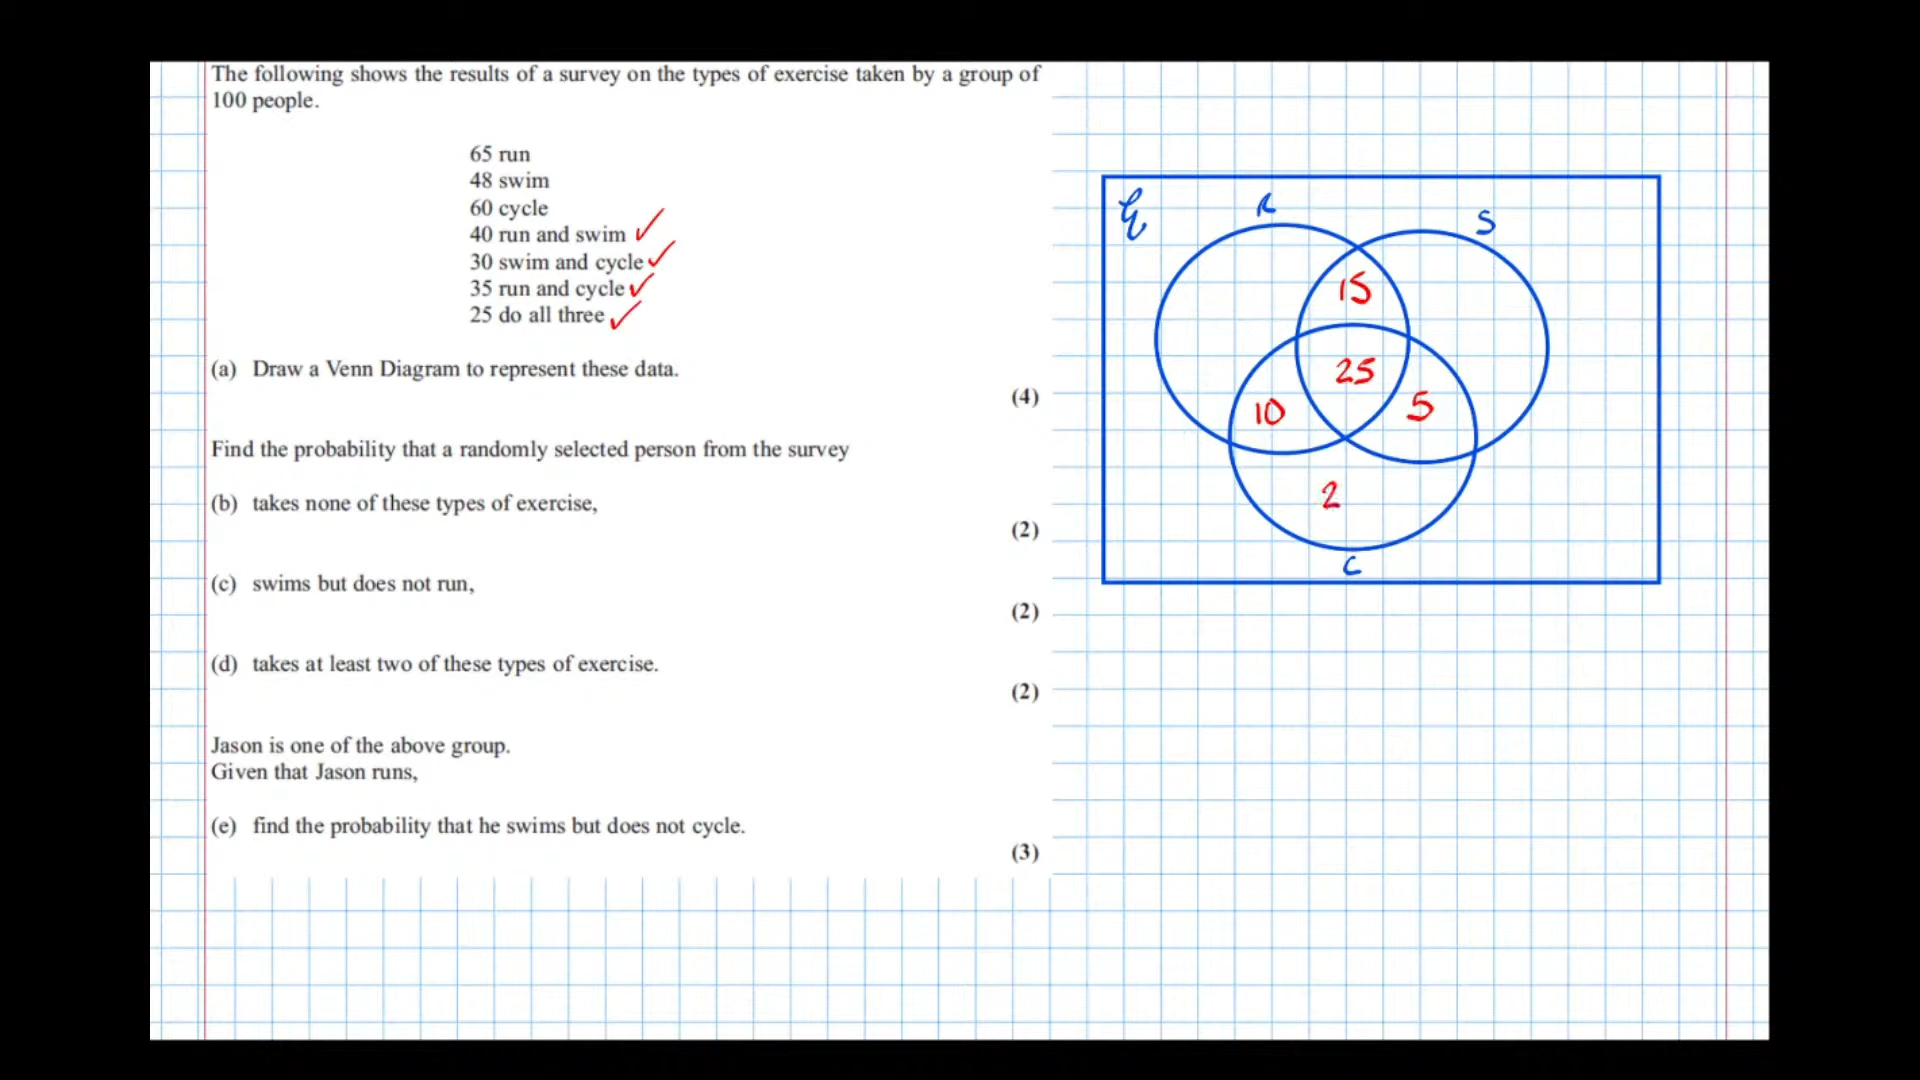 The following shows the results of a survey on the types of exercise taken by a group of
100 people.
65 run
48 swim
60 cycle
40 run and swim
30 swim and cycle
35 run and cycle
25 do all three
(a) Draw a Venn Diagram to represent these data.
(4)
Find the probability that a randomly selected person from the survey
(b) takes none of these types of exercise,
(2)
(c) swims but does not run,
(2)
(d) takes at least two of these types of exercise.
(2)
Jason is one of the above group.
Given that Jason runs,
(e) find the probability that he swims but does not cycle.
(3)
R
S
15
25
10
5
2
C